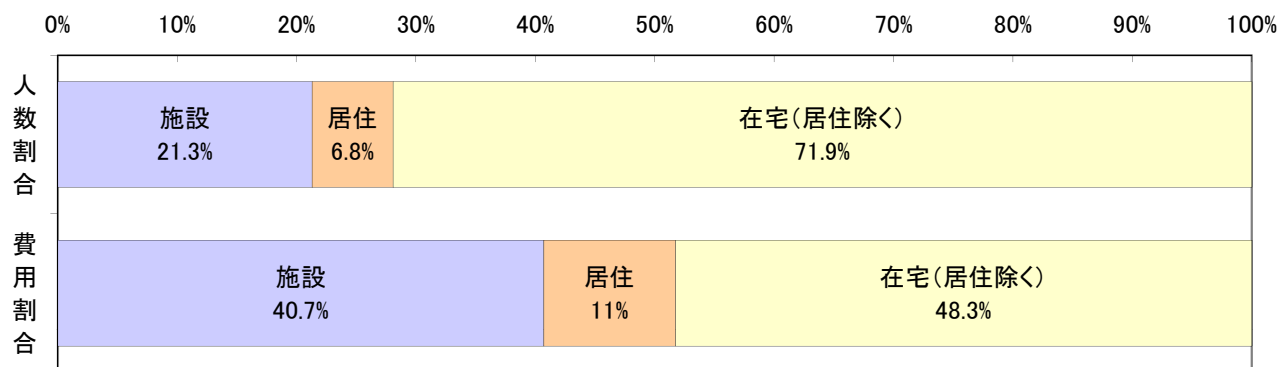 0% 10% 20% 30% 40% 50% 60% 70% 80% 90% 100%
人数割合
施設 居住 在宅(居住除く)
21.3% 6.8% 71.9%
費用割合
施設 居住 在宅(居住除く)
40.7% 11% 48.3%